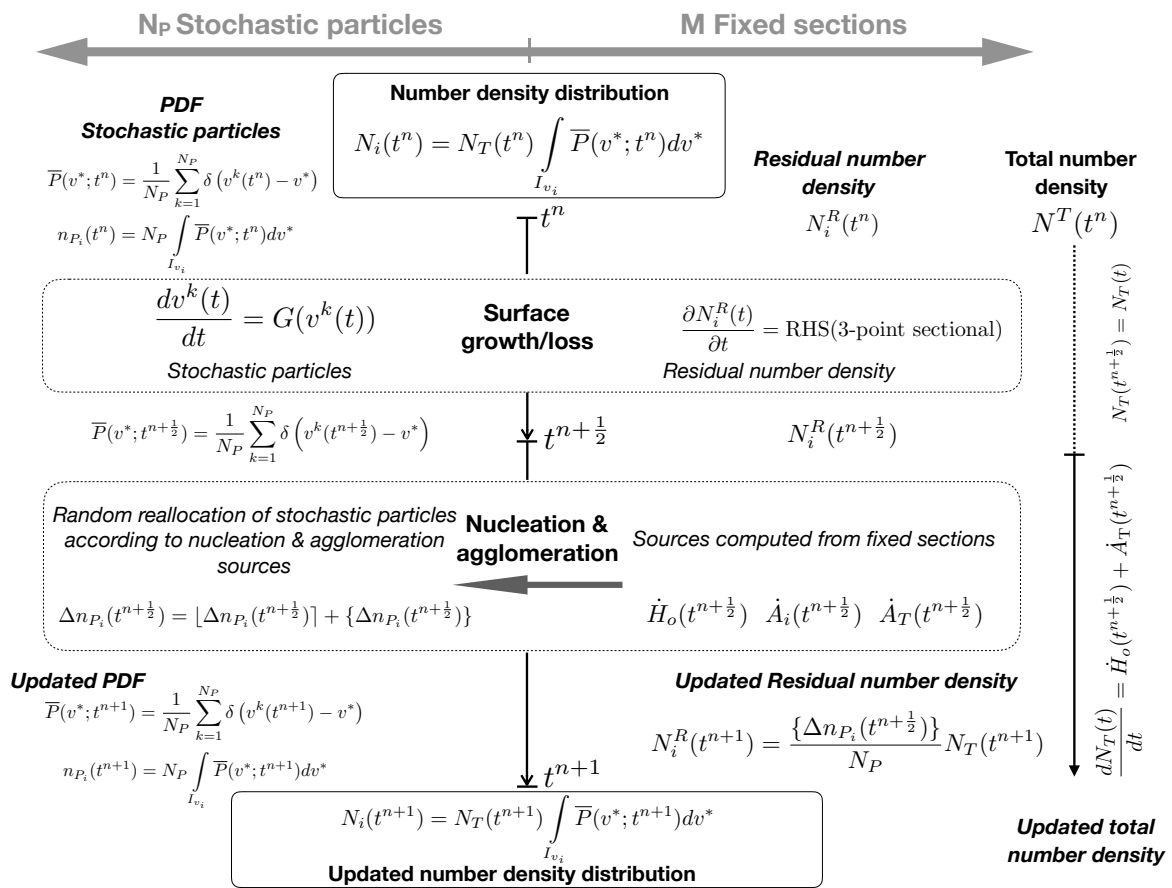 N_P Stochastic particles
M Fixed sections
PDF
Stochastic particles
\overline{P}(v^*; t^n) = \frac{1}{N_P} \sum_{k=1}^{N_P} \delta \left( v^k(t^n) - v^* \right)
n_{P_i}(t^n) = N_P \int_{I_{v_i}} \overline{P}(v^*; t^n) dv^*
Number density distribution
N_i(t^n) = N_T(t^n) \int_{I_{v_i}} \overline{P}(v^*; t^n) dv^*
t^n
Residual number
density
N_i^R(t^n)
Total number
density
N^T(t^n)
\frac{dv^k(t)}{dt} = G(v^k(t))
Stochastic particles
Surface
growth/loss
\frac{\partial N_i^R(t)}{\partial t} = RHS(3-point sectional)
Residual number density
N_T(t^{n+\frac{1}{2}}) = N_T(t)
\overline{P}(v^*; t^{n+\frac{1}{2}}) = \frac{1}{N_P} \sum_{k=1}^{N_P} \delta \left( v^k(t^{n+\frac{1}{2}}) - v^* \right)
t^{n+\frac{1}{2}}
N_i^R(t^{n+\frac{1}{2}})
Random reallocation of stochastic particles
according to nucleation & agglomeration
sources
\Delta n_{P_i}(t^{n+\frac{1}{2}}) = \lfloor \Delta n_{P_i}(t^{n+\frac{1}{2}}) \rceil + \{ \Delta n_{P_i}(t^{n+\frac{1}{2}}) \}
Nucleation &
agglomeration
Sources computed from fixed sections
\dot{H}_o(t^{n+\frac{1}{2}}) \dot{A}_i(t^{n+\frac{1}{2}}) \dot{A}_T(t^{n+\frac{1}{2}})
\frac{dN_T(t)}{dt} = \dot{H}_o(t^{n+\frac{1}{2}}) + \dot{A}_T(t^{n+\frac{1}{2}})
Updated PDF
\overline{P}(v^*; t^{n+1}) = \frac{1}{N_P} \sum_{k=1}^{N_P} \delta \left( v^k(t^{n+1}) - v^* \right)
n_{P_i}(t^{n+1}) = N_P \int_{I_{v_i}} \overline{P}(v^*; t^{n+1}) dv^*
Updated Residual number density
N_i^R(t^{n+1}) = \frac{\{ \Delta n_{P_i}(t^{n+\frac{1}{2}}) \}}{N_P} N_T(t^{n+1})
t^{n+1}
N_i(t^{n+1}) = N_T(t^{n+1}) \int_{I_{v_i}} \overline{P}(v^*; t^{n+1}) dv^*
Updated number density distribution
Updated total
number density